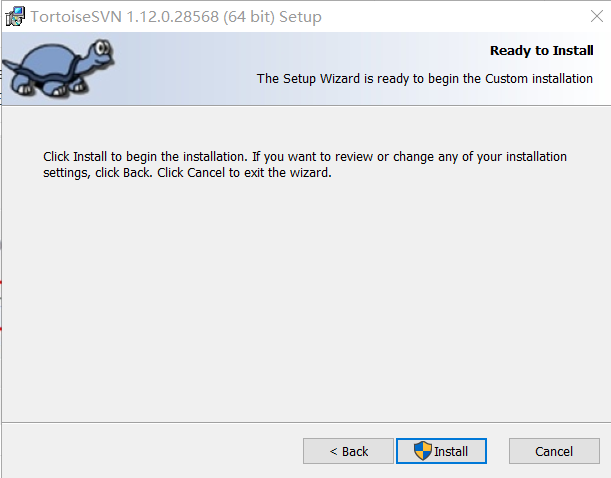 TortoiseSVN 1.12.0.28568 (64 bit) Setup
Ready to Install
The Setup Wizard is ready to begin the Custom installation
Click Install to begin the installation. If you want to review or change any of your installation
settings, click Back. Click Cancel to exit the wizard.
< Back
Install
Cancel